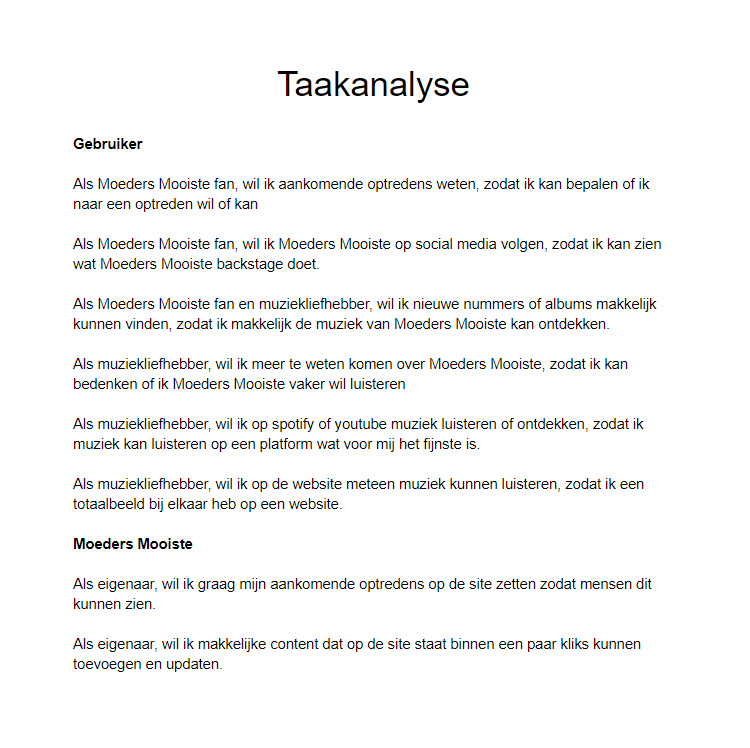 Taakanalyse
Gebruiker
Als Moeders Mooiste fan, wil ik aankomende optredens weten, zodat ik kan bepalen of ik
naar een optreden wil of kan
Als Moeders Mooiste fan, wil ik Moeders Mooiste op social media volgen, zodat ik kan zien
wat Moeders Mooiste backstage doet.
Als Moeders Mooiste fan en muziekliefhebber, wil ik nieuwe nummers of albums makkelijk
kunnen vinden, zodat ik makkelijk de muziek van Moeders Mooiste kan ontdekken.
Als muziekliefhebber, wil ik meer te weten komen over Moeders Mooiste, zodat ik kan
bedenken of ik Moeders Mooiste vaker wil luisteren
Als muziekliefhebber, wil ik op spotify of youtube muziek luisteren of ontdekken, zodat ik
muziek kan luisteren op een platform wat voor mij het fijnste is.
Als muziekliefhebber, wil ik op de website meteen muziek kunnen luisteren, zodat ik een
totaalbeeld bij elkaar heb op een website.
Moeders Mooiste
Als eigenaar, wil ik graag mijn aankomende optredens op de site zetten zodat mensen dit
kunnen zien.
Als eigenaar, wil ik makkelijke content dat op de site staat binnen een paar kliks kunnen
toevoegen en updaten.